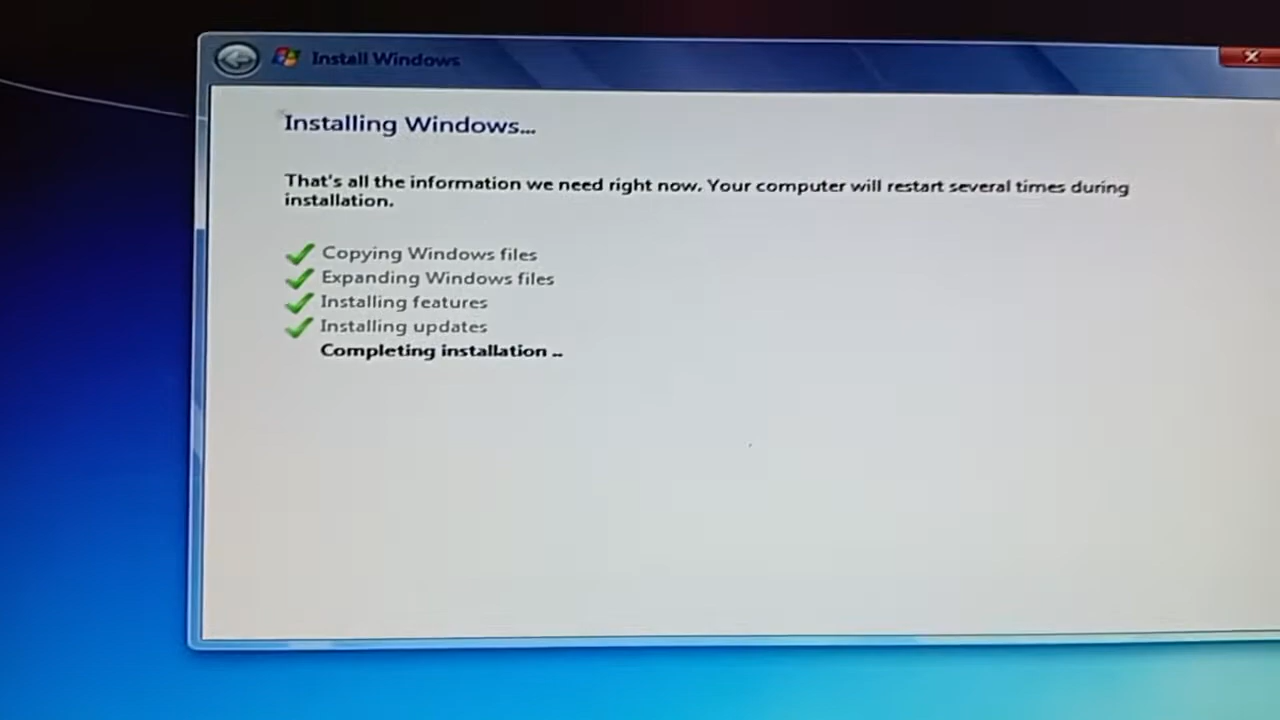 Install Windows
Installing Windows...
That's all the information we need right now. Your computer will restart several times during
installation.
Copying Windows files
Expanding Windows files
Installing features
Installing updates
Completing installation ..